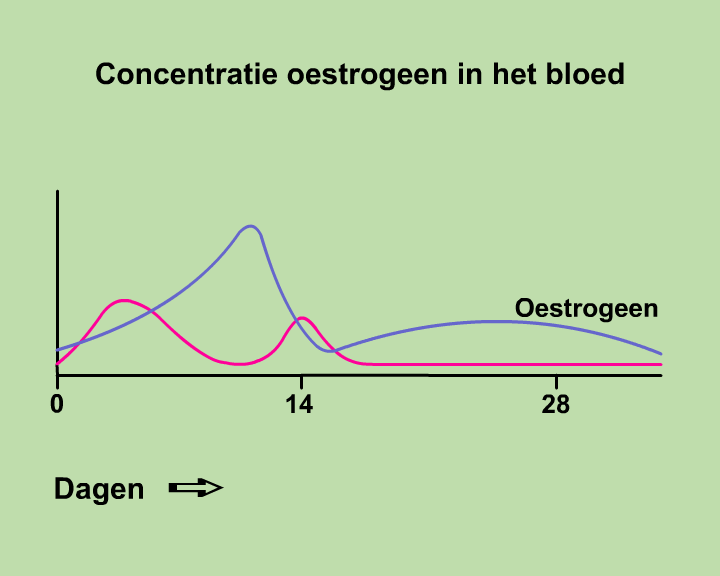 Concentratie oestrogeen in het bloed
Oestrogeen
0 14 28
Dagen